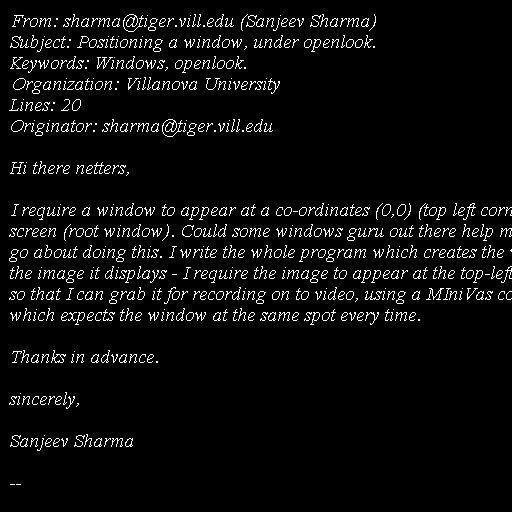 From: sharma@tiger.vill.edu (Sanjeev Sharma)
Subject: Positioning a window, under openlook.
Keywords: Windows, openlook.
Organization: Villanova University
Lines: 20
Originator: sharma@tiger.vill.edu
Hi there netters,
I require a window to appear at a co-ordinates (0,0) (top left corn
screen (root window). Could some windows guru out there help m
go about doing this. I write the whole program which creates the
the image it displays - I require the image to appear at the top-left
so that I can grab it for recording on to video, using a MIniVas co
which expects the window at the same spot every time.
Thanks in advance.
sincerely,
Sanjeev Sharma
--